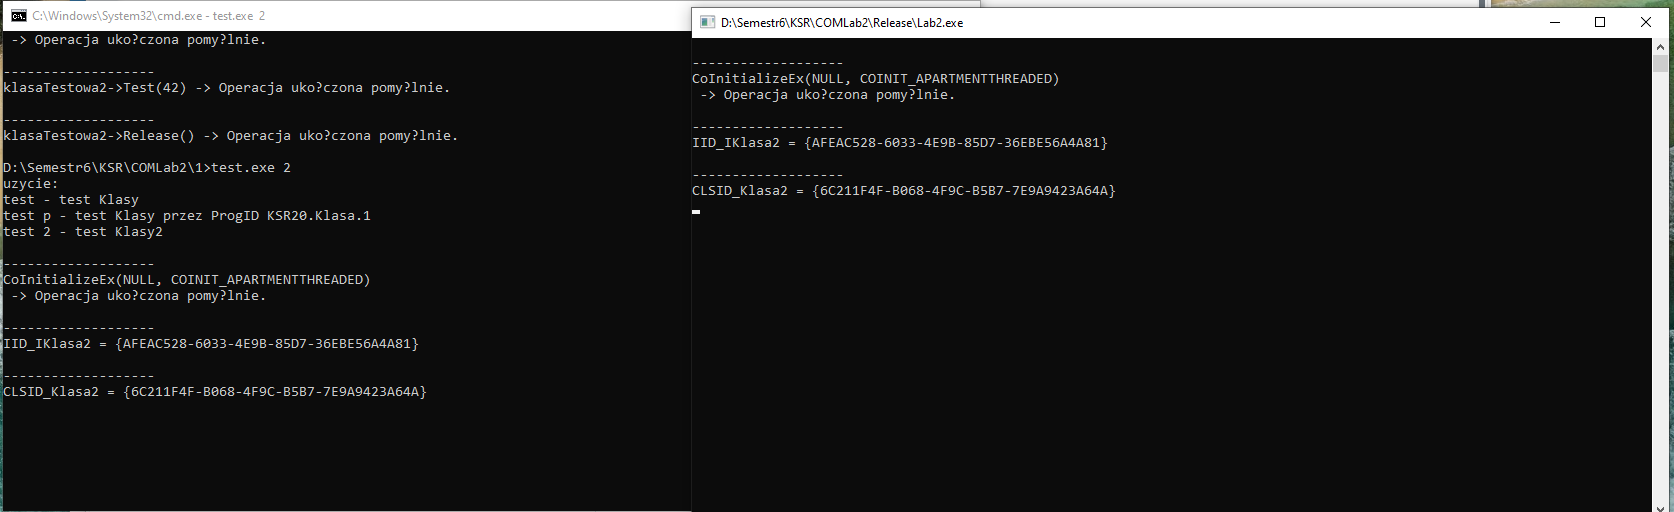 C:\Windows\System32\cmd.exe - test.exe 2
-> Operacja uko?czona pomy?lnie.
-------------------
klasaTestowa2->Test(42) -> Operacja uko?czona pomy?lnie.
-------------------
klasaTestowa2->Release() -> Operacja uko?czona pomy?lnie.
D:\Semestr6\KSR\COMLab2\1>test.exe 2
uzycie:
test - test Klasy
test p - test Klasy przez ProgID KSR20.Klasa.1
test 2 - test Klasy2
-------------------
CoInitializeEx(NULL, COINIT_APARTMENTTHREADED)
-> Operacja uko?czona pomy?lnie.
-------------------
IID_IKlasa2 = {AFEAC528-6033-4E9B-85D7-36EBE56A4A81}
-------------------
CLSID_Klasa2 = {6C211F4F-B068-4F9C-B5B7-7E9A9423A64A}
D:\Semestr6\KSR\COMLab2\Release\Lab2.exe
-------------------
CoInitializeEx(NULL, COINIT_APARTMENTTHREADED)
-> Operacja uko?czona pomy?lnie.
-------------------
IID_IKlasa2 = {AFEAC528-6033-4E9B-85D7-36EBE56A4A81}
-------------------
CLSID_Klasa2 = {6C211F4F-B068-4F9C-B5B7-7E9A9423A64A}